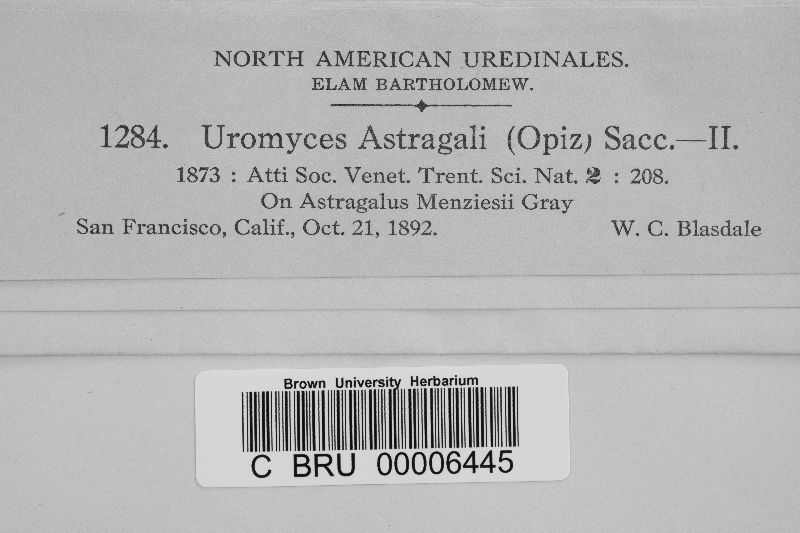 NORTH AMERICAN UREDINALES.
ELAM BARTHOLOMEW.
1284. Uromyces Astragali (Opiz) Sacc.—II.
1873 : Atti Soc. Venet. Trent. Sci. Nat. 2 : 208.
On Astragalus Menziesii Gray
San Francisco, Calif., Oct. 21, 1892. W. C. Blasdale
Brown University Herbarium
C BRU 00006445